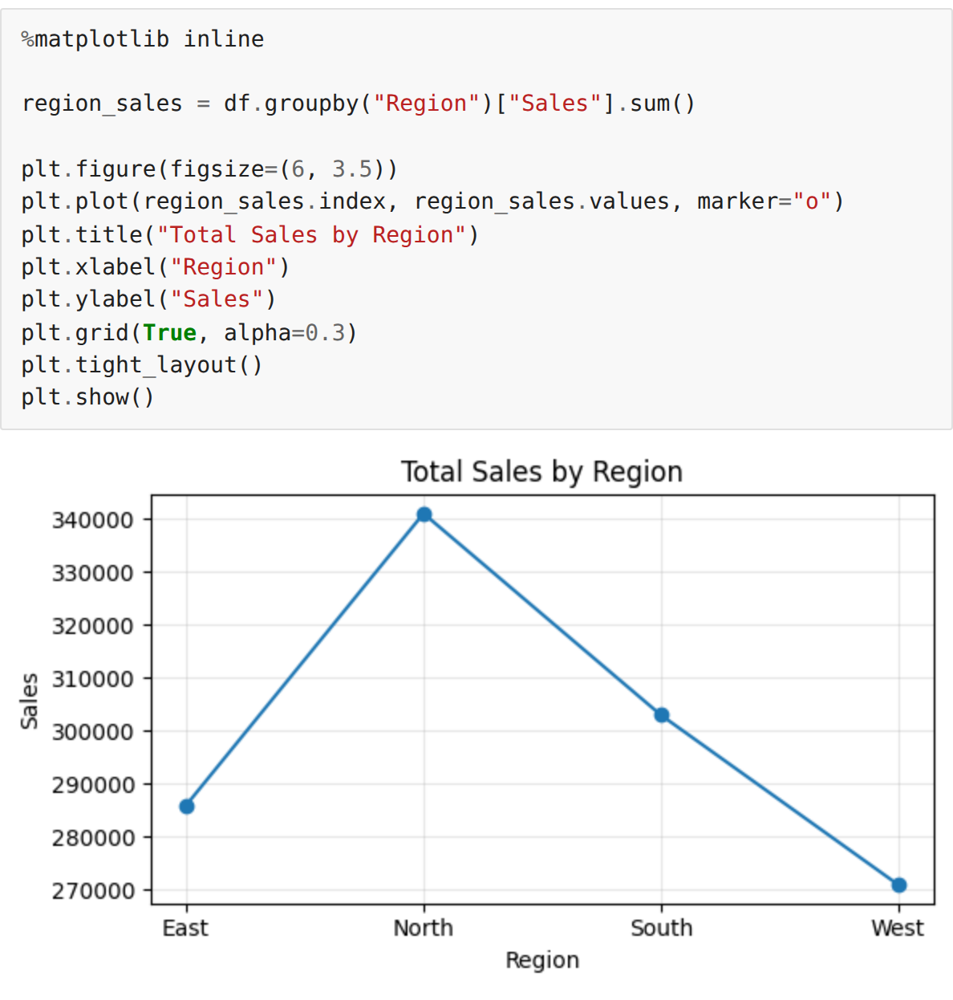 %matplotlib inline
region_sales = df.groupby("Region")["Sales"].sum()
plt.figure(figsize=(6, 3.5))
plt.plot(region_sales.index, region_sales.values, marker="o")
plt.title("Total Sales by Region")
plt.xlabel("Region")
plt.ylabel("Sales")
plt.grid(True, alpha=0.3)
plt.tight_layout()
plt.show()
Total Sales by Region
340000
330000
320000
310000
300000
290000
280000
270000
Sales
East North South West
Region